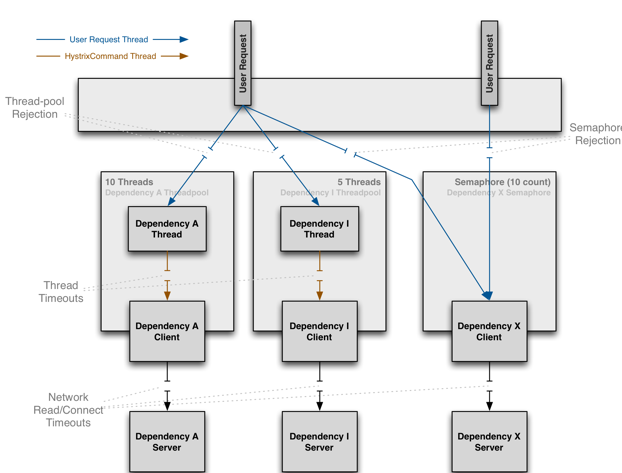 User Request Thread
HystrixCommand Thread
User Request
User Request
Thread-pool
Rejection
Semaphore
Rejection
10 Threads
Dependency A Threadpool
5 Threads
Dependency I Threadpool
Semaphore (10 count)
Dependency X Semaphore
Dependency A
Thread
Dependency I
Thread
Thread
Timeouts
Dependency A
Client
Dependency I
Client
Dependency X
Client
Network
Read/Connect
Timeouts
Dependency A
Server
Dependency I
Server
Dependency X
Server